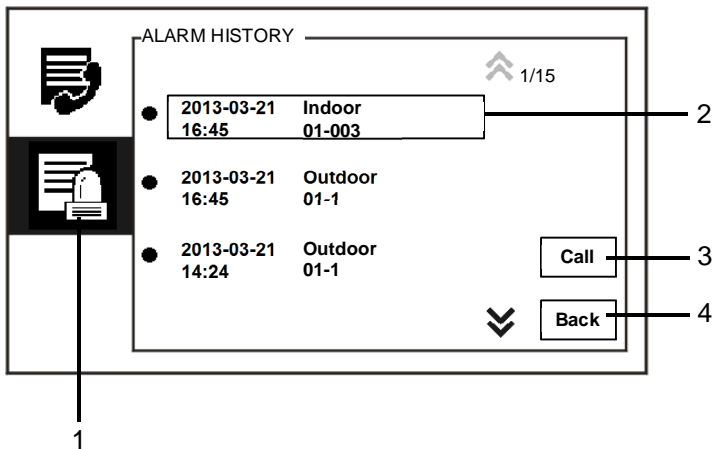 ALARM HISTORY
1/15
2013-03-21 Indoor
16:45 01-003
2
2013-03-21 Outdoor
16:45 01-1
2013-03-21 Outdoor
14:24 01-1
Call
3
Back
4
1